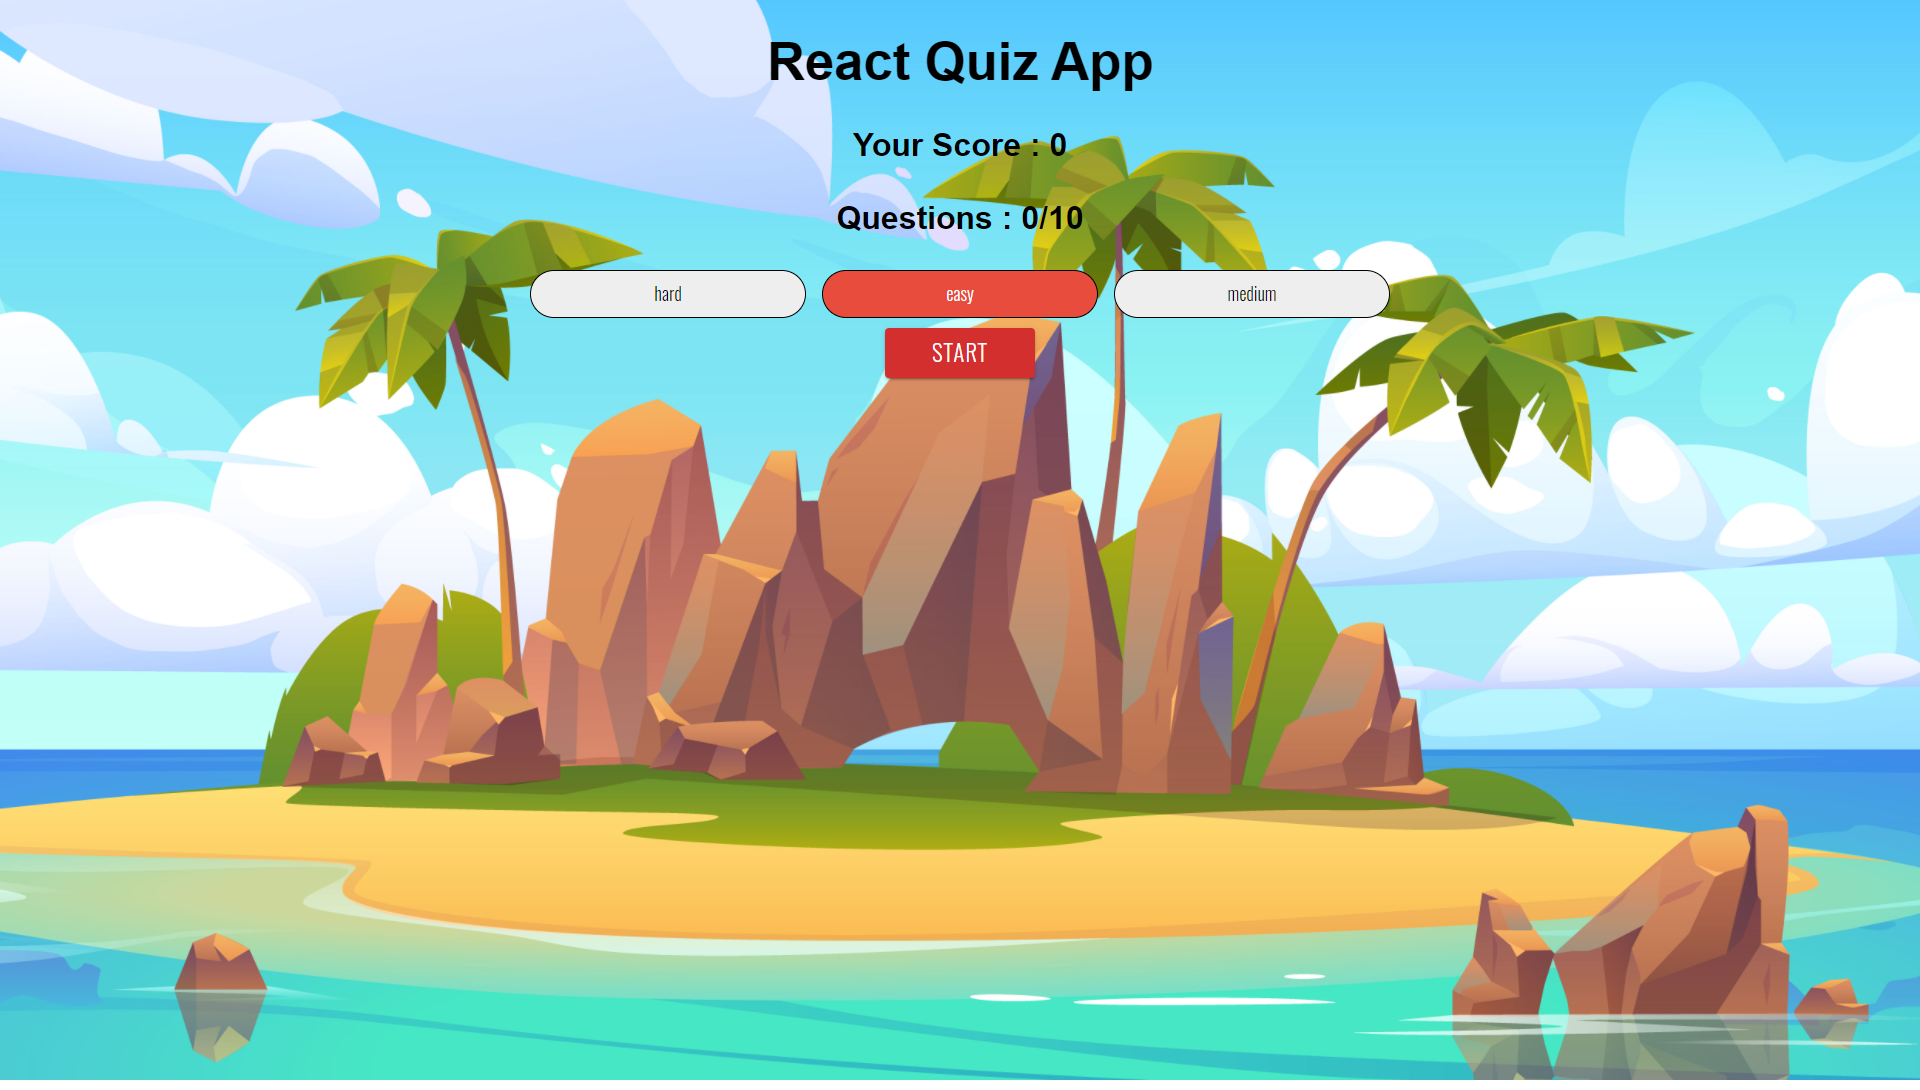 React Quiz App
Your Score : 0
Questions : 0/10
hard easy medium
START